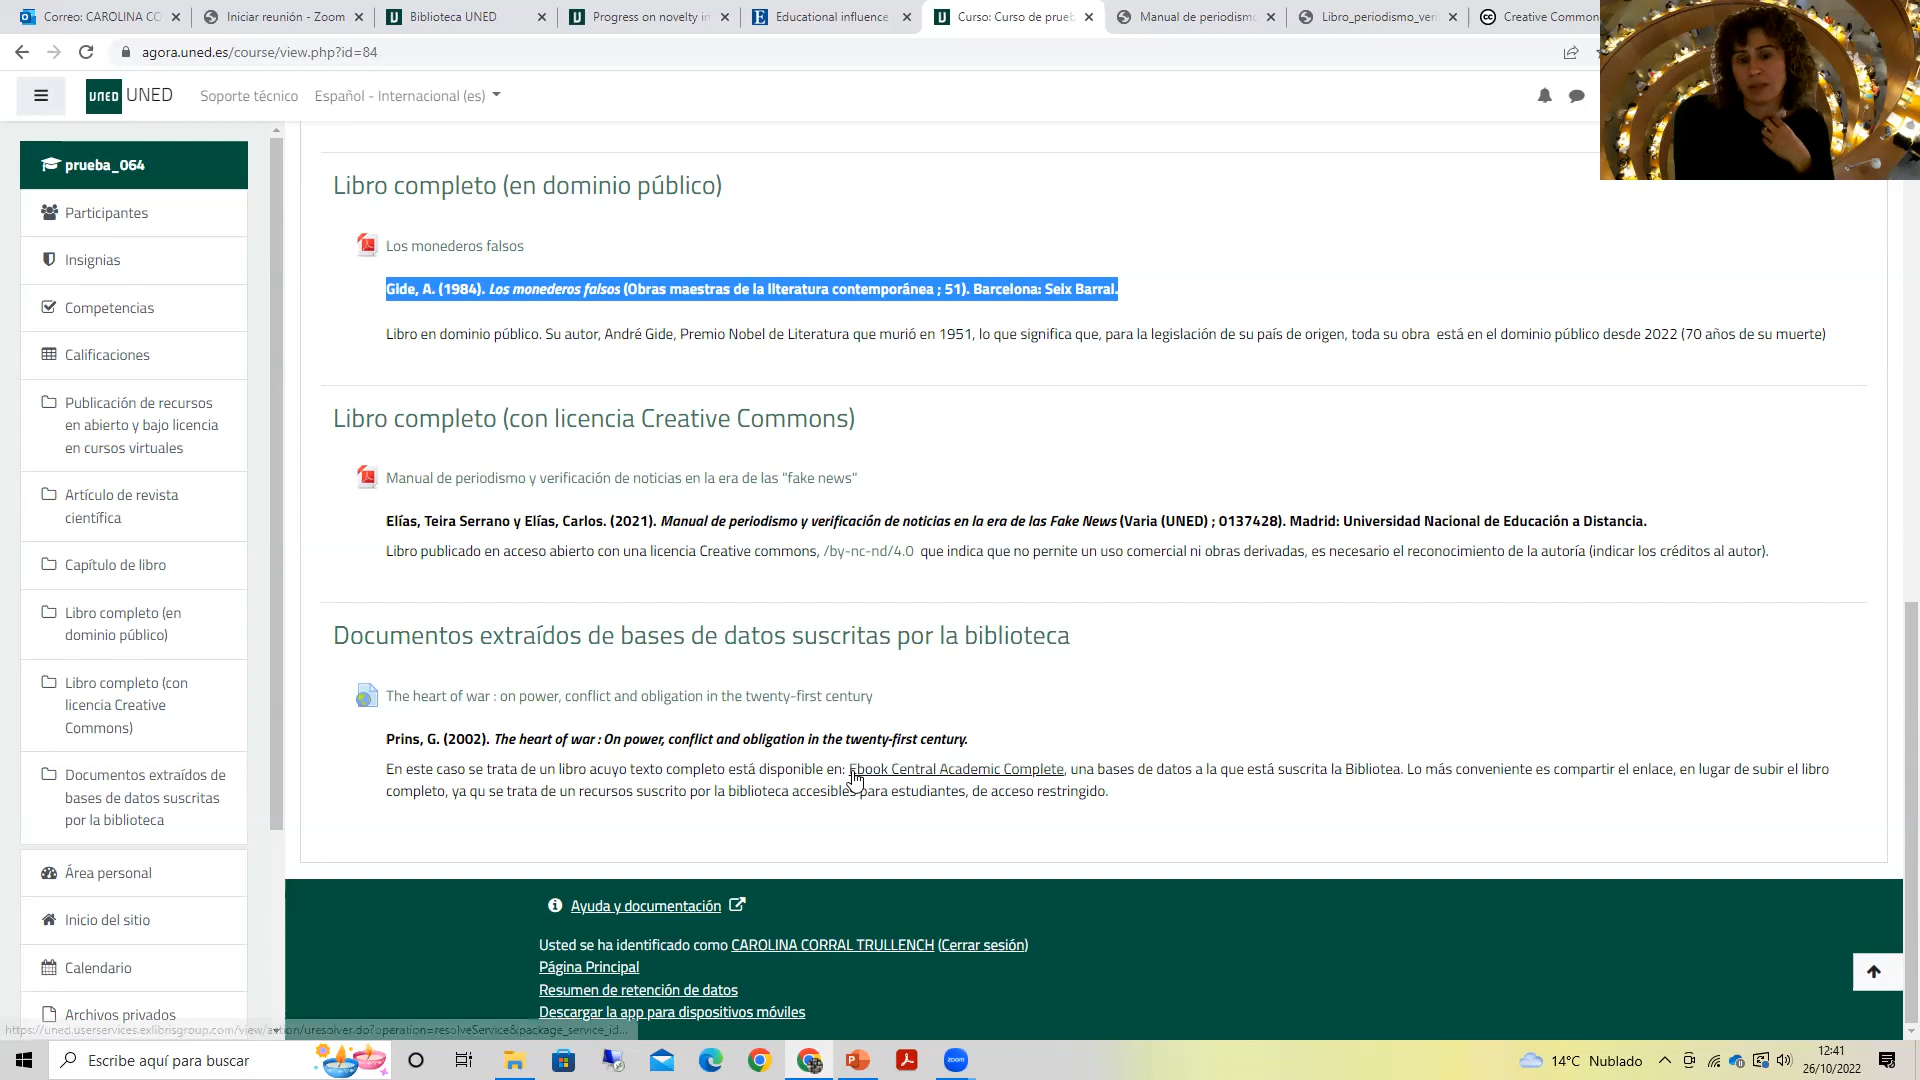 Correo: CAROLINA CO
Iniciar reunión - Zoom
Biblioteca UNED
Progress on novelty in
Educational influence
Curso: Curso de prueb
Manual de periodism
Libro_periodismo_veri
Creative Common
agora.uned.es/course/view.php?id=84
UNED UNED
Soporte técnico
Español - Internacional (es)
prueba_064
Participantes
Insignias
Competencias
Calificaciones
Publicación de recursos
en abierto y bajo licencia
en cursos virtuales
Artículo de revista
científica
Capítulo de libro
Libro completo (en
dominio público)
Libro completo (con
licencia Creative
Commons)
Documentos extraídos de
bases de datos suscritas
por la biblioteca
Área personal
Inicio del sitio
Calendario
Archivos privados
Libro completo (en dominio público)
Los monederos falsos
Gide, A. (1984). Los monederos falsos (Obras maestras de la literatura contemporánea ; 51). Barcelona: Seix Barral.
Libro en dominio público. Su autor, André Gide, Premio Nobel de Literatura que murió en 1951, lo que significa que, para la legislación de su país de origen, toda su obra está en el dominio público desde 2022 (70 años de su muerte)
Libro completo (con licencia Creative Commons)
Manual de periodismo y verificación de noticias en la era de las "fake news"
Elías, Teira Serrano y Elías, Carlos. (2021). Manual de periodismo y verificación de noticias en la era de las Fake News (Varia (UNED) ; 0137428). Madrid: Universidad Nacional de Educación a Distancia.
Libro publicado en acceso abierto con una licencia Creative commons, /by-nc-nd/4.0 que indica que no pernite un uso comercial ni obras derivadas, es necesario el reconocimiento de la autoría (indicar los créditos al autor).
Documentos extraídos de bases de datos suscritas por la biblioteca
The heart of war : on power, conflict and obligation in the twenty-first century
Prins, G. (2002). The heart of war : On power, conflict and obligation in the twenty-first century.
En este caso se trata de un libro acuyo texto completo está disponible en: Ebook Central Academic Complete, una bases de datos a la que está suscrita la Bibliotea. Lo más conveniente es compartir el enlace, en lugar de subir el libro
completo, ya qu se trata de un recursos suscrito por la biblioteca accesibles para estudiantes, de acceso restringido.
Ayuda y documentación
Usted se ha identificado como CAROLINA CORRAL TRULLENCH (Cerrar sesión)
Página Principal
Resumen de retención de datos
Descargar la app para dispositivos móviles
https://uned.userservices.exlibrisgroup.com/view/action/uresolver.do?operation=resolveService&package_service_id...
Escribe aquí para buscar
zoom
14°C Nublado
12:41
26/10/2022